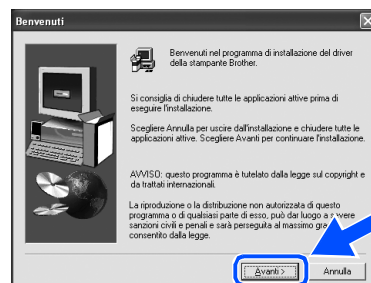 Benvenuti
Benvenuti nel programma di installazione del driver
della stampante Brother.
Si consiglia di chiudere tutte le applicazioni attive prima di
eseguire l'installazione.
Scegliere Annulla per uscire dall'installazione e chiudere tutte le
applicazioni attive. Scegliere Avanti per continuare l'installazione.
AVVISO: questo programma è tutelato dalla legge sul copyright e
da trattati internazionali.
La riproduzione o la distribuzione non autorizzata di questo
programma o di qualsiasi parte di esso, può dar luogo a severe
sanzioni civili e penali e sarà perseguita al massimo
consentito dalla legge.
Avanti > Annulla